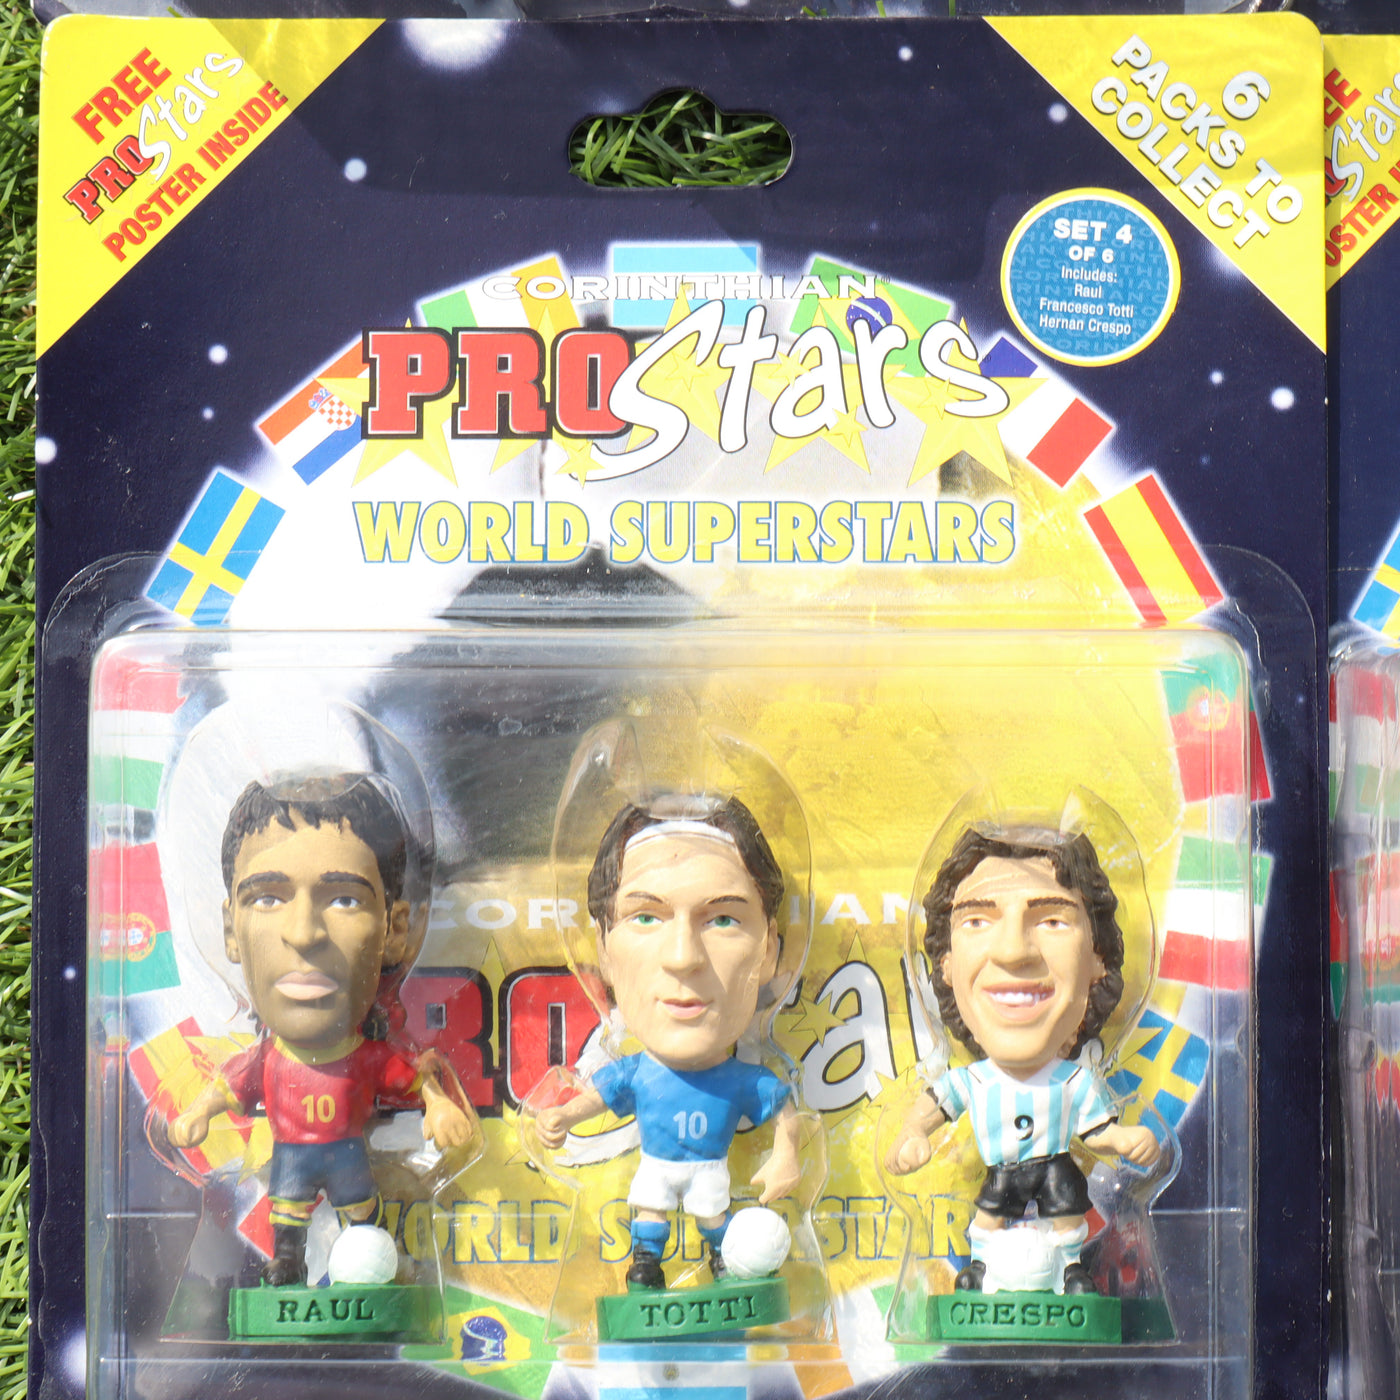 FREE
PROStars
POSTER INSIDE
6
PACKS TO
COLLECT
SET 4
OF 6
Includes:
Raul
Francesco Totti
Hernan Crespo
CORINTHIAN®
PROStars
WORLD SUPERSTARS
10
10
9
RAUL
TOTTI
CRESPO